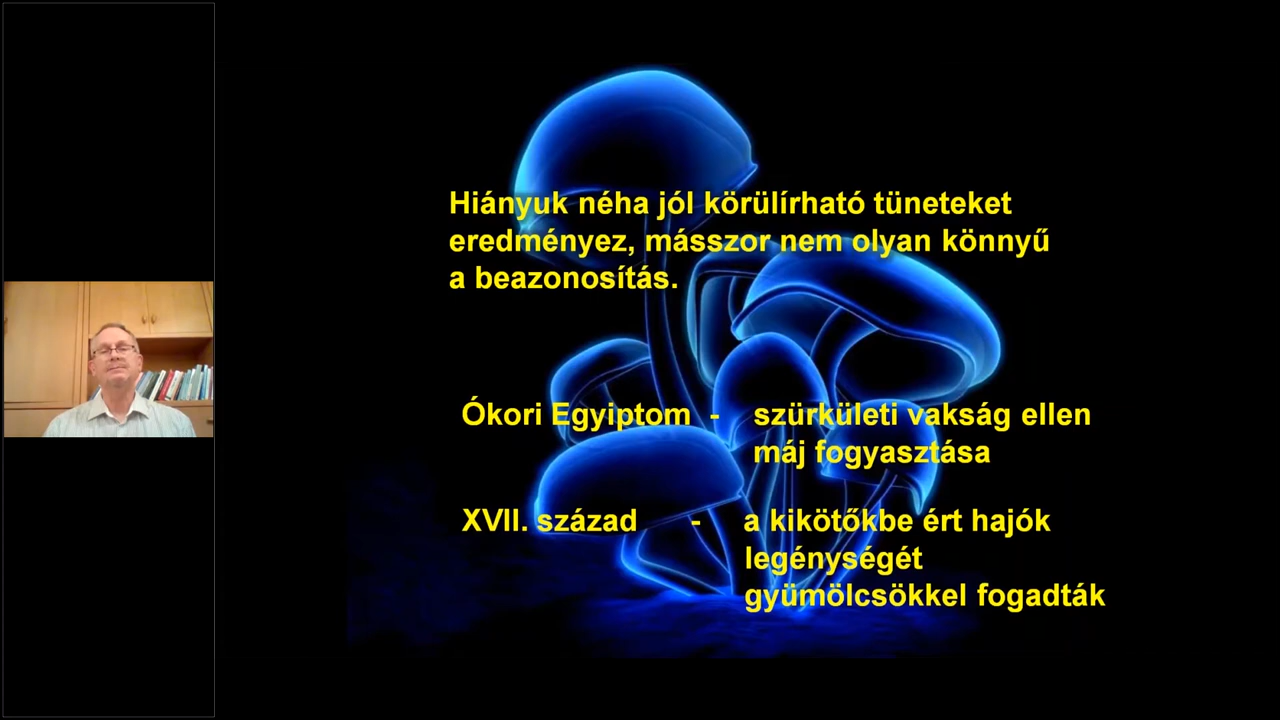 Hiányuk néha jól körülírható tüneteket
eredményez, másszor nem olyan könnyű
a beazonosítás.
Ókori Egyiptom - szürkületi vakság ellen
máj fogyasztása
XVII. század - a kikötőkbe ért hajók
legénységét
gyümölcsökkel fogadták